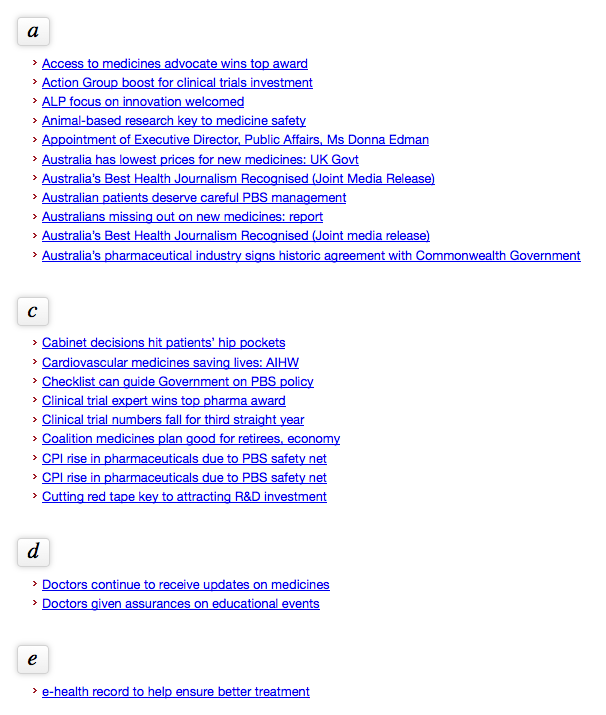 a
Access to medicines advocate wins top award
Action Group boost for clinical trials investment
ALP focus on innovation welcomed
Animal-based research key to medicine safety
Appointment of Executive Director, Public Affairs, Ms Donna Edman
Australia has lowest prices for new medicines: UK Govt
Australia's Best Health Journalism Recognised (Joint Media Release)
Australian patients deserve careful PBS management
Australians missing out on new medicines: report
Australia's Best Health Journalism Recognised (Joint media release)
Australia's pharmaceutical industry signs historic agreement with Commonwealth Government
c
Cabinet decisions hit patients' hip pockets
Cardiovascular medicines saving lives: AIHW
Checklist can guide Government on PBS policy
Clinical trial expert wins top pharma award
Clinical trial numbers fall for third straight year
Coalition medicines plan good for retirees, economy
CPI rise in pharmaceuticals due to PBS safety net
CPI rise in pharmaceuticals due to PBS safety net
Cutting red tape key to attracting R&D investment
d
Doctors continue to receive updates on medicines
Doctors given assurances on educational events
e
e-health record to help ensure better treatment